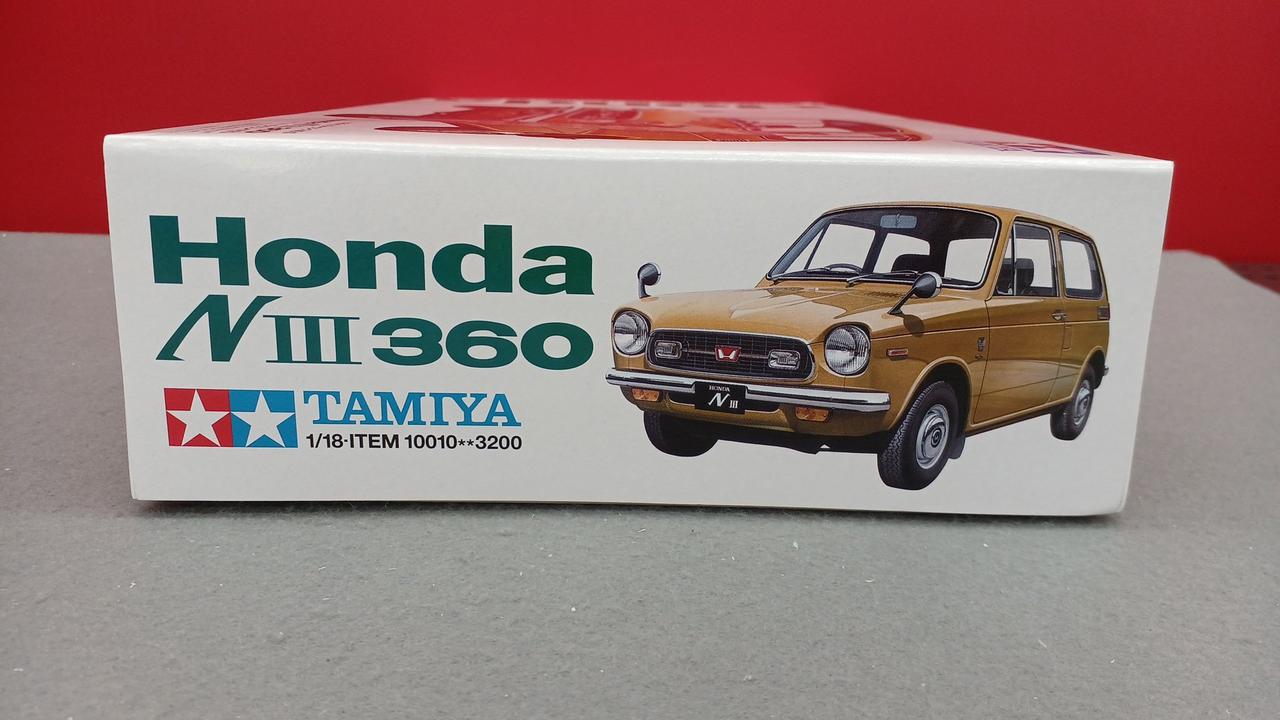 Honda
N III 360
TAMIYA
1/18·ITEM 10010**3200
HONDA
N III